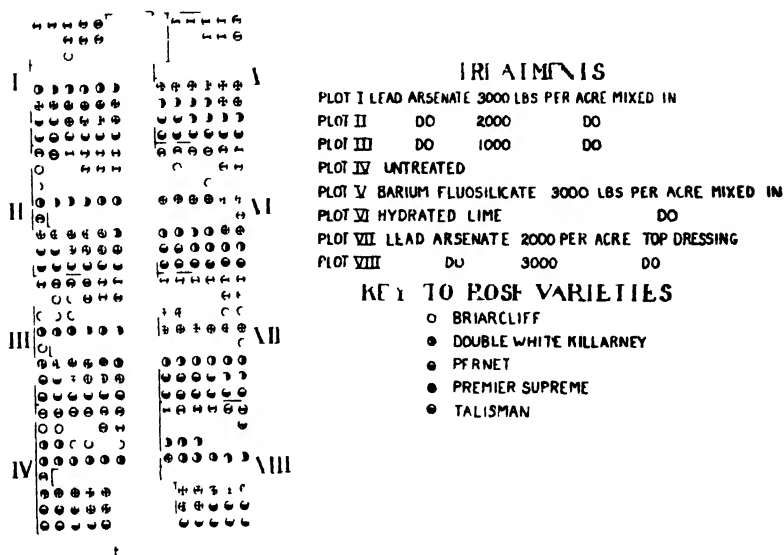 I
V
II
VI
III
VII
IV
VIII
TREATMENTS
PLOT I LEAD ARSENATE 3000 LBS PER ACRE MIXED IN
PLOT II DO 2000 DO
PLOT III DO 1000 DO
PLOT IV UNTREATED
PLOT V BARIUM FLUOSILICATE 3000 LBS PER ACRE MIXED IN
PLOT VI HYDRATED LIME DO
PLOT VII LEAD ARSENATE 2000 PER ACRE TOP DRESSING
PLOT VIII DO 3000 DO
KEY TO ROSE VARIETIES
BRIARCLIFF
DOUBLE WHITE KILLARNEY
PERNET
PREMIER SUPREME
TALISMAN